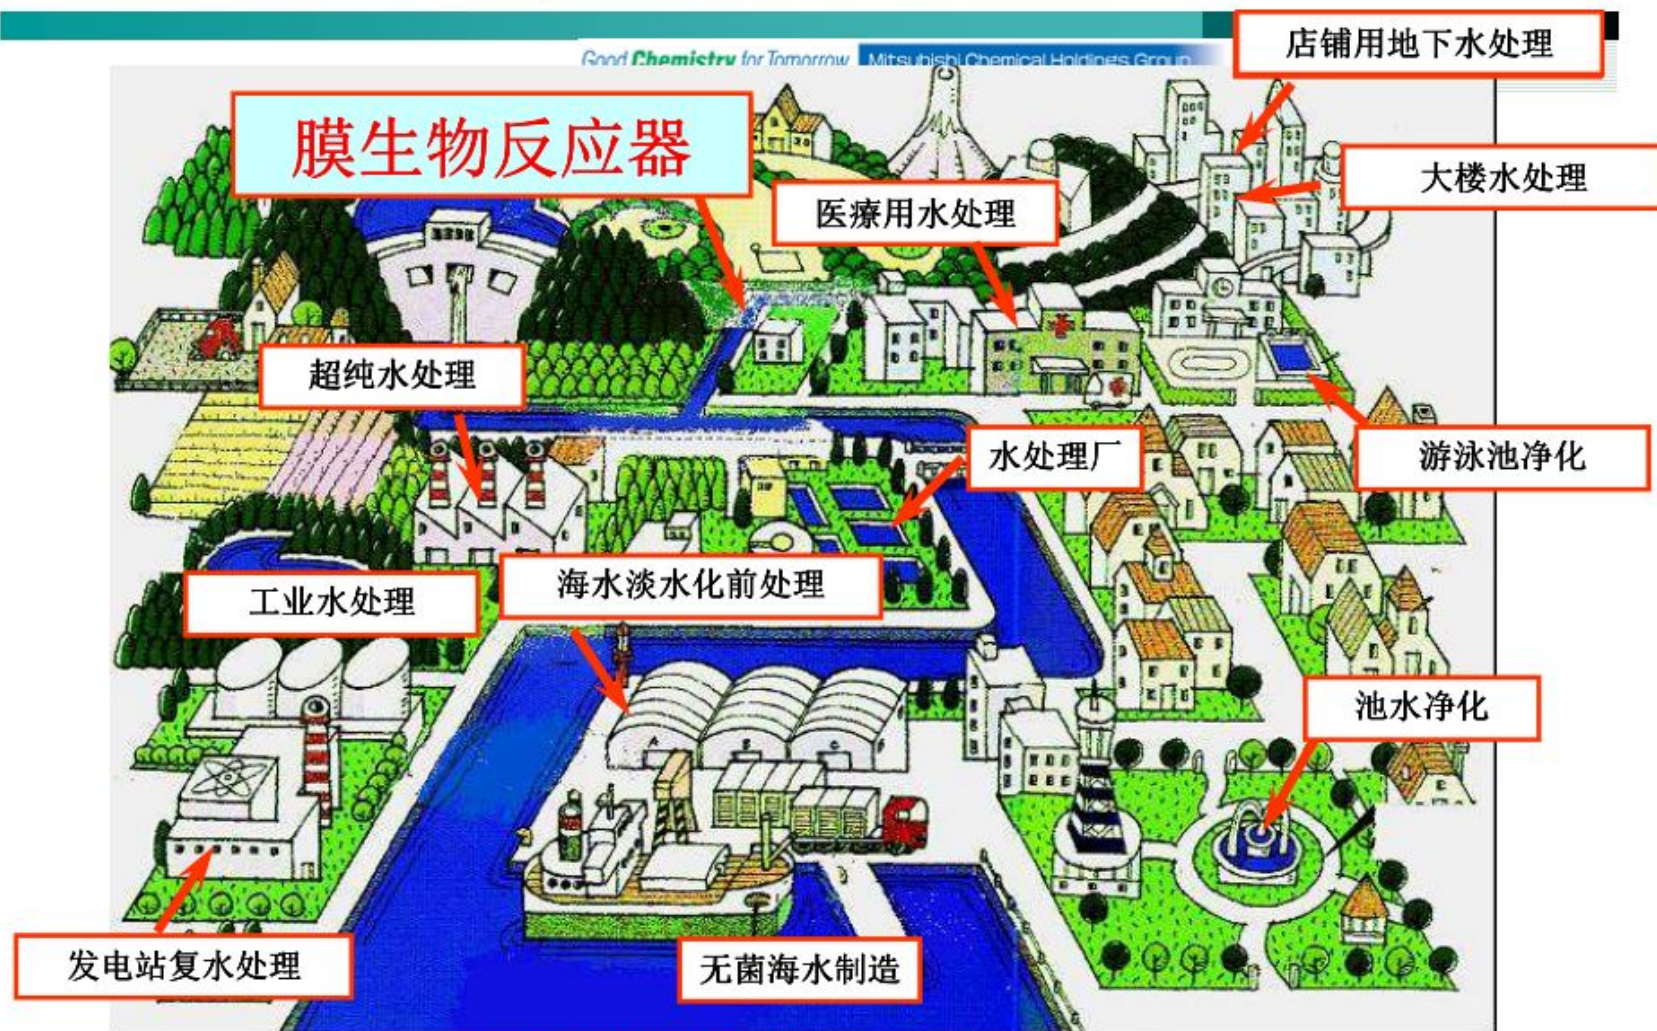 店铺用地下水处理
Good Chemistry for Tomorrow Mitsubishi Chemical Holdings Group
膜生物反应器
大楼水处理
医療用水处理
超纯水处理
水处理厂
游泳池净化
海水淡水化前处理
工业水处理
池水净化
A B C
发电站复水处理
无菌海水制造